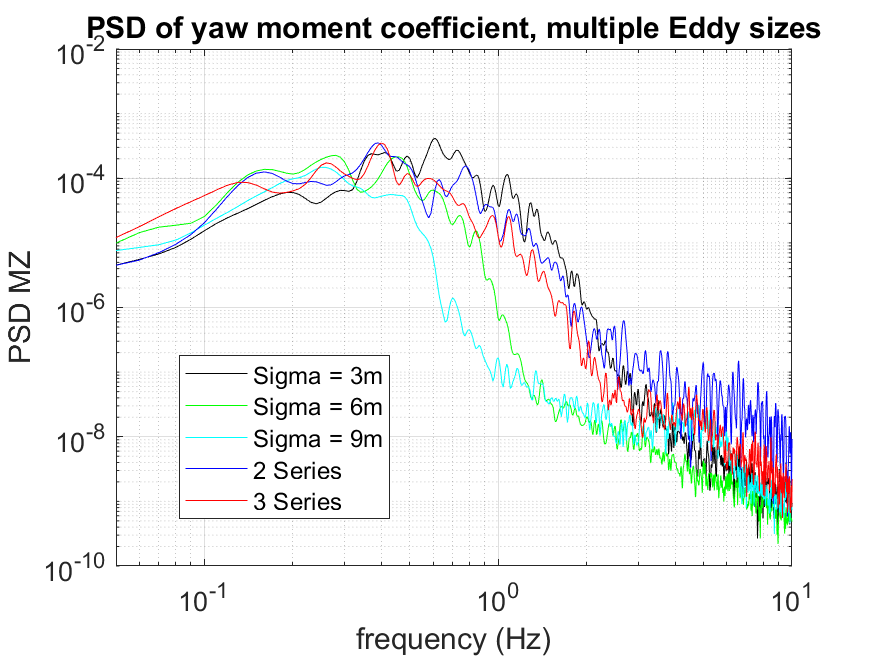 PSD of yaw moment coefficient, multiple Eddy sizes
10^-2
10^-4
10^-6
10^-8
10^-10
PSD MZ
Sigma = 3m
Sigma = 6m
Sigma = 9m
2 Series
3 Series
10^-1
10^0
10^1
frequency (Hz)